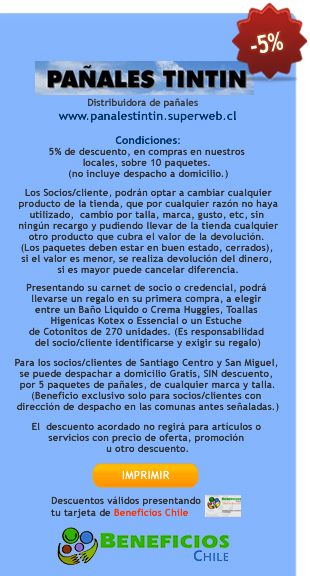 -5%
PAÑALES TINTIN
Distribuidora de pañales
www.panalestintin.superweb.cl
Condiciones:
5% de descuento, en compras en nuestros
locales, sobre 10 paquetes.
(no incluye despacho a domicilio.)
Los Socios/cliente, podrán optar a cambiar cualquier
producto de la tienda, que por cualquier razón no haya
utilizado, cambio por talla, marca, gusto, etc, sin
ningún recargo y pudiendo llevar de la tienda cualquier
otro producto que cubra el valor de la devolución.
(Los paquetes deben estar en buen estado, cerrados),
si el valor es menor, se realiza devolución del dinero,
si es mayor puede cancelar diferencia.
Presentando su carnet de socio o credencial, podrá
llevarse un regalo en su primera compra, a elegir
entre un Baño Liquido o Crema Huggies, Toallas
Higenicas Kotex o Essencial o un Estuche
de Cotonitos de 270 unidades. (Es responsabilidad
del socio/cliente identificarse y exigir su regalo)
Para los socios/clientes de Santiago Centro y San Miguel,
se puede despachar a domicilio Gratis, SIN descuento,
por 5 paquetes de pañales, de cualquier marca y talla.
(Beneficio exclusivo solo para socios/clientes con
dirección de despacho en las comunas antes señaladas.)
El descuento acordado no regirá para artículos o
servicios con precio de oferta, promoción
u otro descuento.
IMPRIMIR
Descuentos válidos presentando
tu tarjeta de Beneficios Chile
BENEFICIOS
CHILE